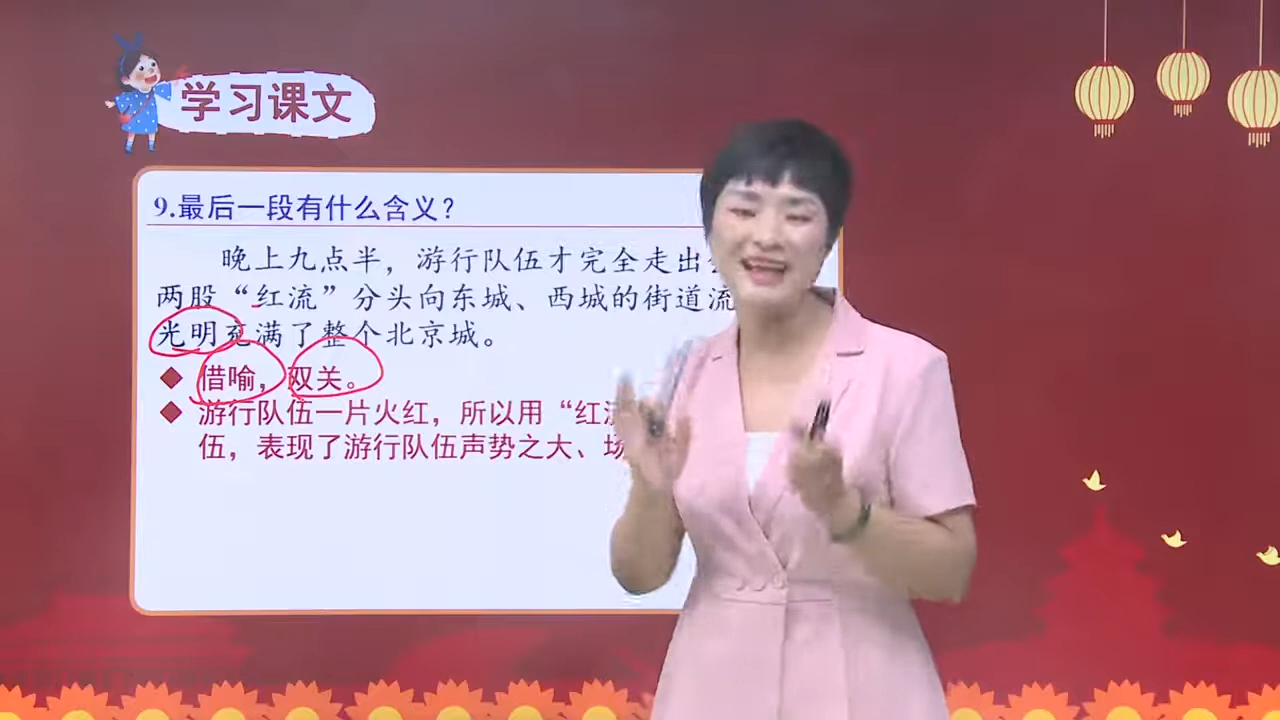 学习课文
9.最后一段有什么含义？
晚上九点半，游行队伍才完全走出
两股“红流”分头向东城、西城的街道流
光明充满了整个北京城。
借喻，双关。
游行队伍一片火红，所以用“红
伍，表现了游行队伍声势之大、场